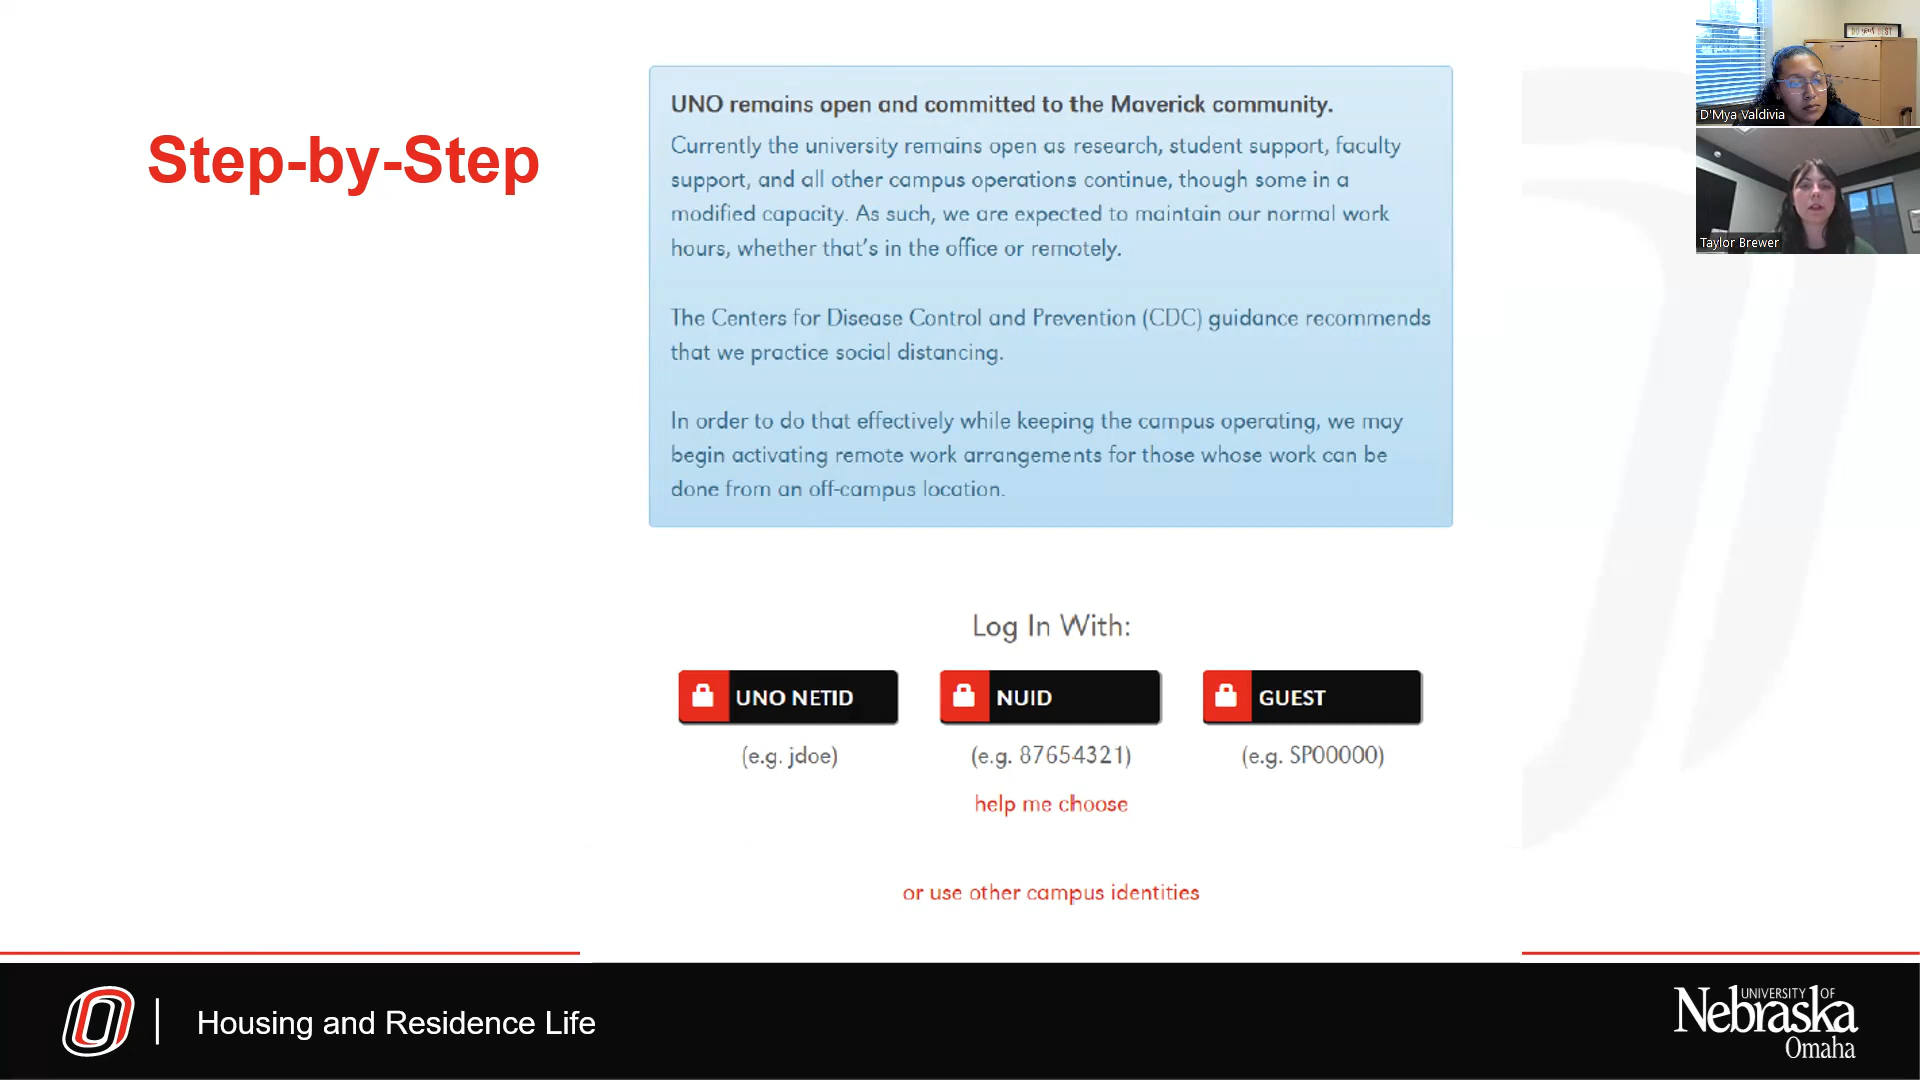 Step-by-Step
UNO remains open and committed to the Maverick community.
Currently the university remains open as research, student support, faculty
support, and all other campus operations continue, though some in a
modified capacity. As such, we are expected to maintain our normal work
hours, whether that's in the office or remotely.
The Centers for Disease Control and Prevention (CDC) guidance recommends
that we practice social distancing.
In order to do that effectively while keeping the campus operating, we may
begin activating remote work arrangements for those whose work can be
done from an off-campus location.
Log In With:
UNO NETID
NUID
GUEST
(e.g. jdoe)
(e.g. 87654321)
(e.g. SP00000)
help me choose
or use other campus identities
DO your BEST
D'Mya Valdivia
Taylor Brewer
O
Housing and Residence Life
UNIVERSITY OF
Nebraska
Omaha